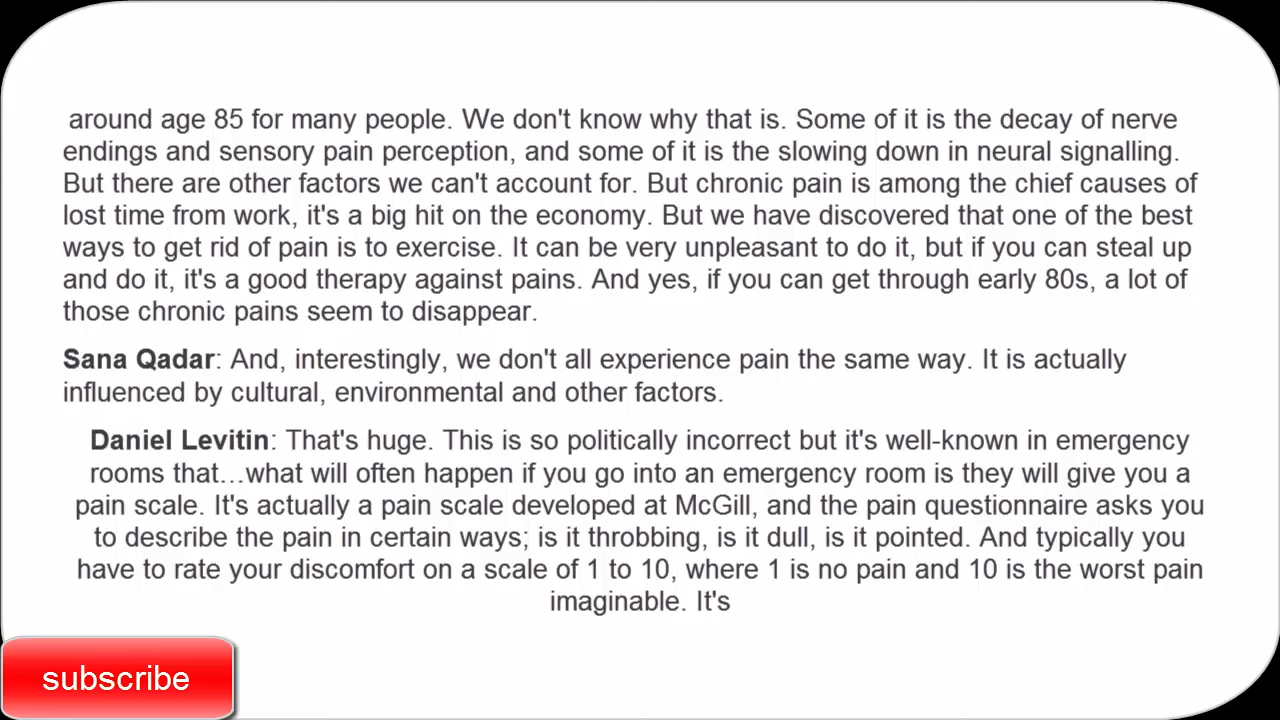 around age 85 for many people. We don't know why that is. Some of it is the decay of nerve
endings and sensory pain perception, and some of it is the slowing down in neural signalling.
But there are other factors we can't account for. But chronic pain is among the chief causes of
lost time from work, it's a big hit on the economy. But we have discovered that one of the best
ways to get rid of pain is to exercise. It can be very unpleasant to do it, but if you can steal up
and do it, it's a good therapy against pains. And yes, if you can get through early 80s, a lot of
those chronic pains seem to disappear.
Sana Qadar: And, interestingly, we don't all experience pain the same way. It is actually
influenced by cultural, environmental and other factors.
Daniel Levitin: That's huge. This is so politically incorrect but it's well-known in emergency
rooms that...what will often happen if you go into an emergency room is they will give you a
pain scale. It's actually a pain scale developed at McGill, and the pain questionnaire asks you
to describe the pain in certain ways; is it throbbing, is it dull, is it pointed. And typically you
have to rate your discomfort on a scale of 1 to 10, where 1 is no pain and 10 is the worst pain
imaginable. It's
subscribe